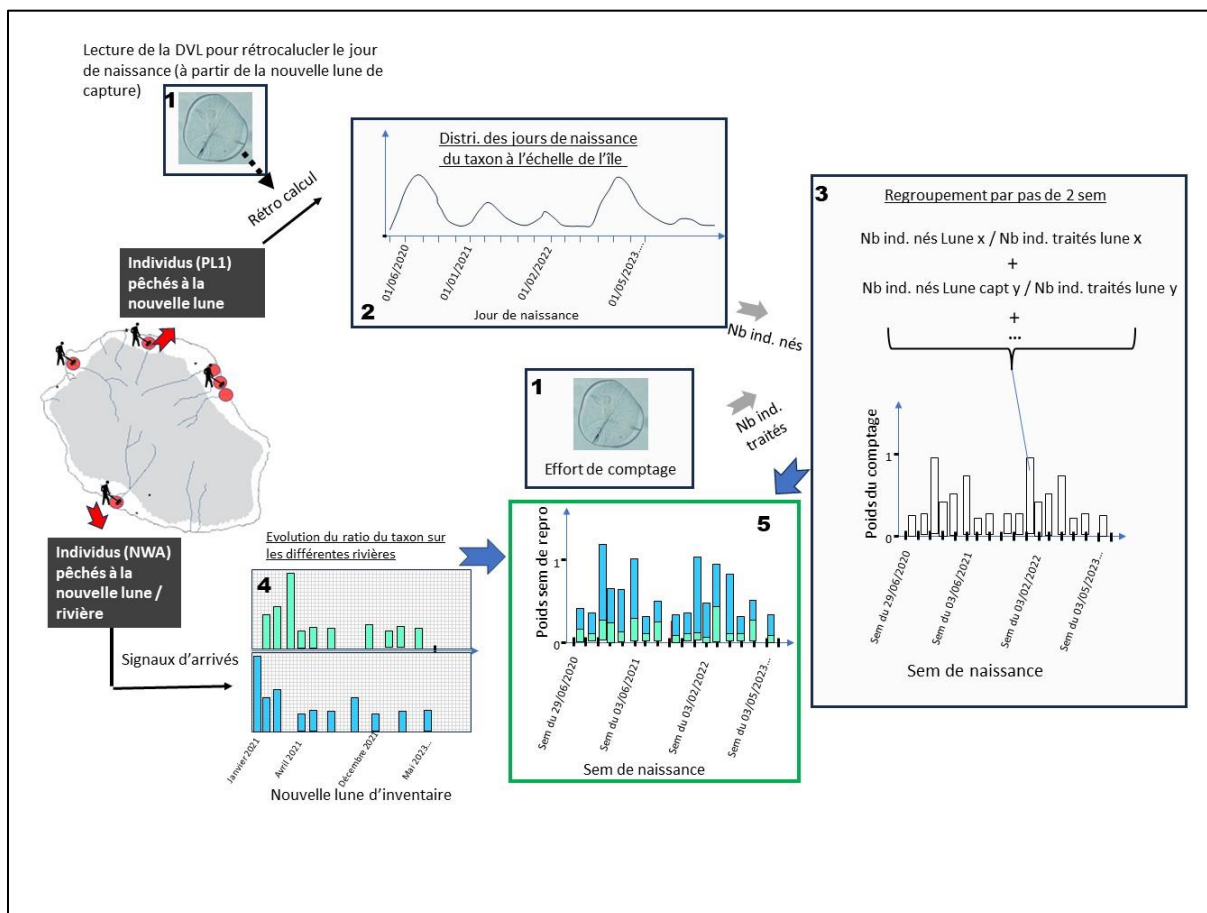 Lecture de la DVL pour rétrocalucler le jour
de naissance (à partir de la nouvelle lune de
capture)
1
Rétro calcul
Individus (PL1)
pêchés à la
nouvelle lune
Distri. des jours de naissance
du taxon à l'échelle de l'île
01/06/2020
01/01/2021
01/02/2022
01/05/2023....
2
Jour de naissance
Nb ind. nés
1
Effort de comptage
Nb ind.
traités
3
Regroupement par pas de 2 sem
Nb ind. nés Lune x / Nb ind. traités lune x
+
Nb ind. nés Lune capt y / Nb ind. traités lune y
+
...
Poids du comptage
1
0
Sem du 29/06/2020
Sem du 03/06/2021
Sem du 03/02/2022
Sem du 03/05/2023...
Sem de naissance
Individus (NWA)
pêchés à la
nouvelle lune /
rivière
Signaux d'arrivés
Evolution du ratio du taxon sur
les différentes rivières
4
Janvier 2021
Avril 2021
Décembre 2021
Mai 2023...
Nouvelle lune d'inventaire
5
Poids sem de repro
1
0
Sem du 29/06/2020
Sem du 03/06/2021
Sem du 03/02/2022
Sem du 03/05/2023...
Sem de naissance